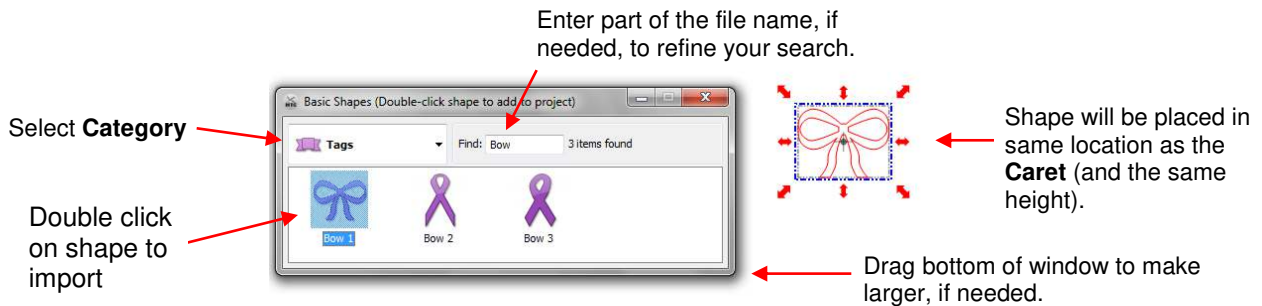 Enter part of the file name, if
needed, to refine your search.
Basic Shapes (Double-click shape to add to project)
Select Category
Tags
Find: Bow
3 items found
Shape will be placed in
same location as the
Caret (and the same
height).
Double click
on shape to
import
Bow 1
Bow 2
Bow 3
Drag bottom of window to make
larger, if needed.